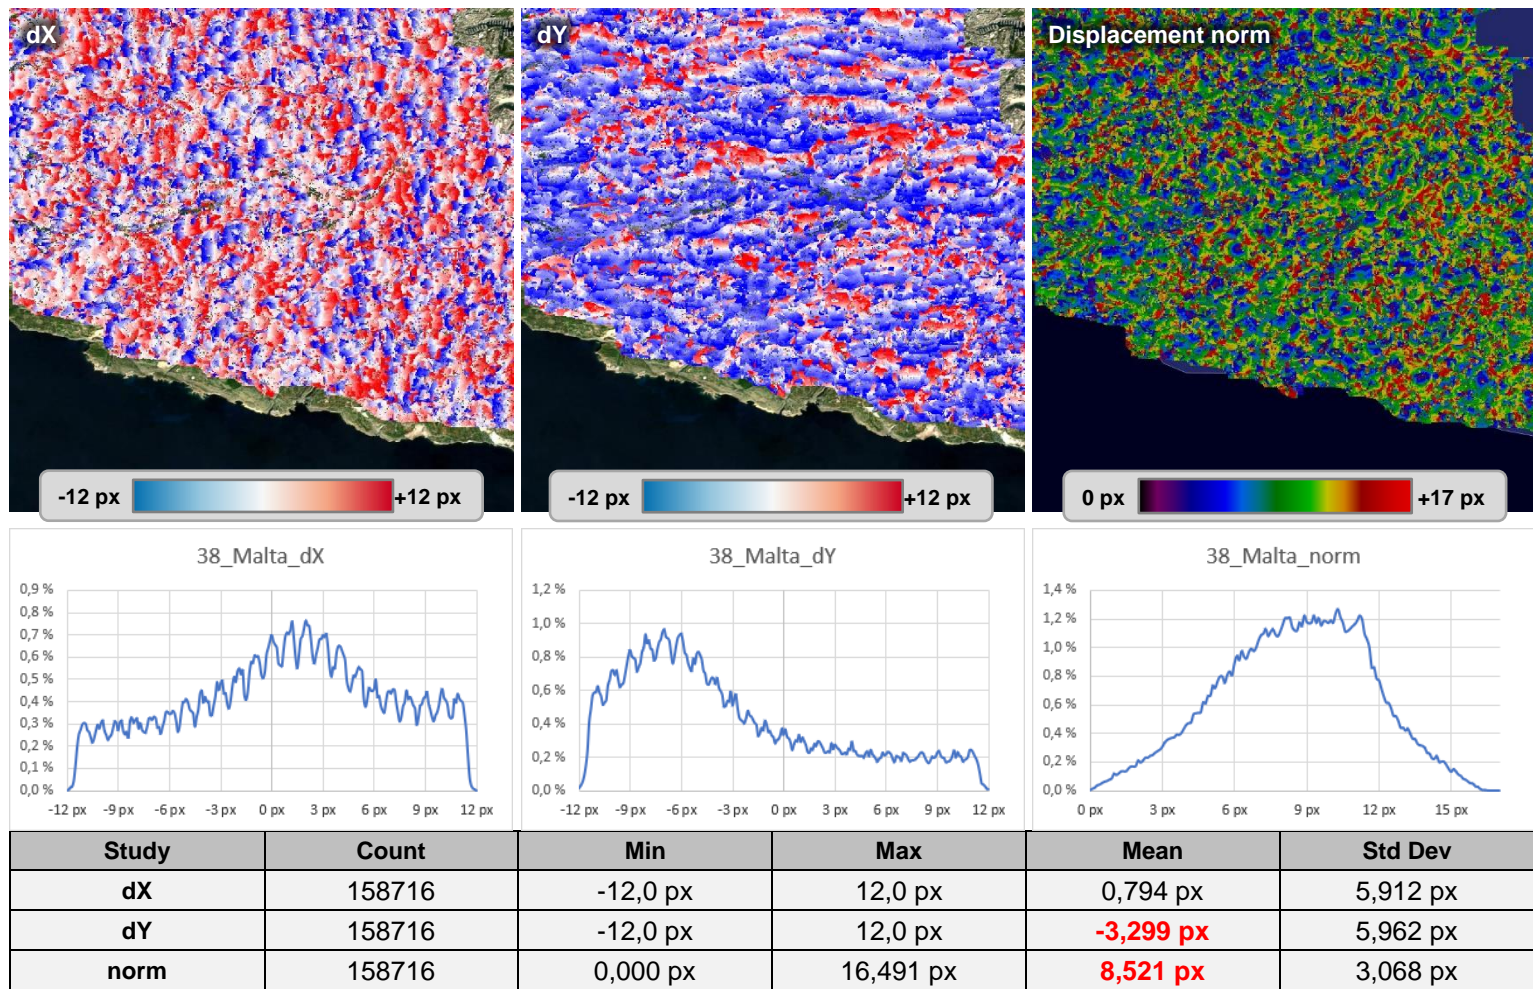 dX
dY
Displacement norm
-12 px +12 px
-12 px +12 px
0 px +17 px
38_Malta_dX
0,9 %
0,8 %
0,7 %
0,6 %
0,5 %
0,4 %
0,3 %
0,2 %
0,1 %
0,0 %
-12 px -9 px -6 px -3 px 0 px 3 px 6 px 9 px 12 px
38_Malta_dY
1,2 %
1,0 %
0,8 %
0,6 %
0,4 %
0,2 %
0,0 %
-12 px -9 px -6 px -3 px 0 px 3 px 6 px 9 px 12 px
38_Malta_norm
1,4 %
1,2 %
1,0 %
0,8 %
0,6 %
0,4 %
0,2 %
0,0 %
0 px 3 px 6 px 9 px 12 px 15 px
Study Count Min Max Mean Std Dev
dX 158716 -12,0 px 12,0 px 0,794 px 5,912 px
dY 158716 -12,0 px 12,0 px -3,299 px 5,962 px
norm 158716 0,000 px 16,491 px 8,521 px 3,068 px